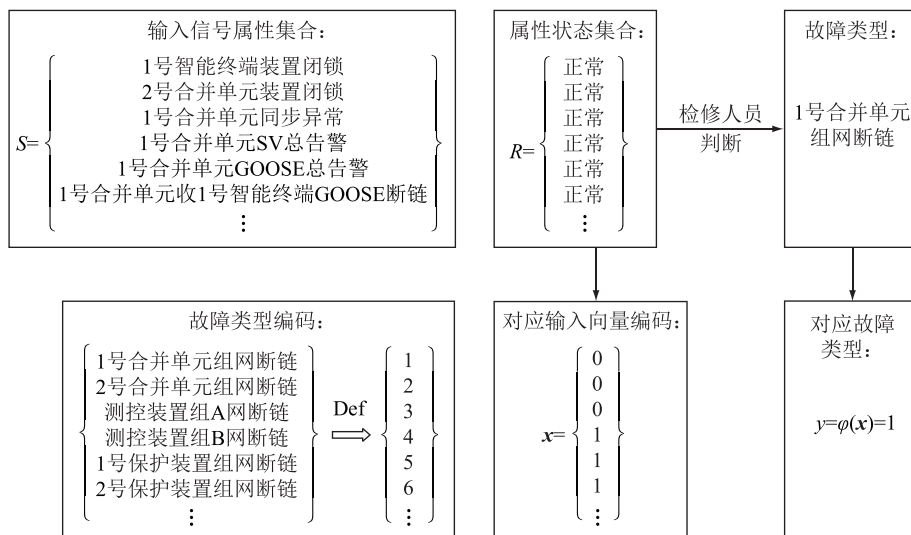 输入信号属性集合：
S=
1号智能终端装置闭锁
2号合并单元装置闭锁
1号合并单元同步异常
1号合并单元SV总告警
1号合并单元GOOSE总告警
1号合并单元收1号智能终端GOOSE断链
⋮
属性状态集合：
R=
正常
正常
正常
正常
正常
正常
⋮
检修人员
判断
故障类型：
1号合并单元
组网断链
故障类型编码：
1号合并单元组网断链
2号合并单元组网断链
测控装置组A网断链
测控装置组B网断链
1号保护装置组网断链
2号保护装置组网断链
⋮
Def
1
2
3
4
5
6
⋮
对应输入向量编码：
x=
0
0
0
1
1
1
⋮
对应故障
类型：
y=φ(x)=1